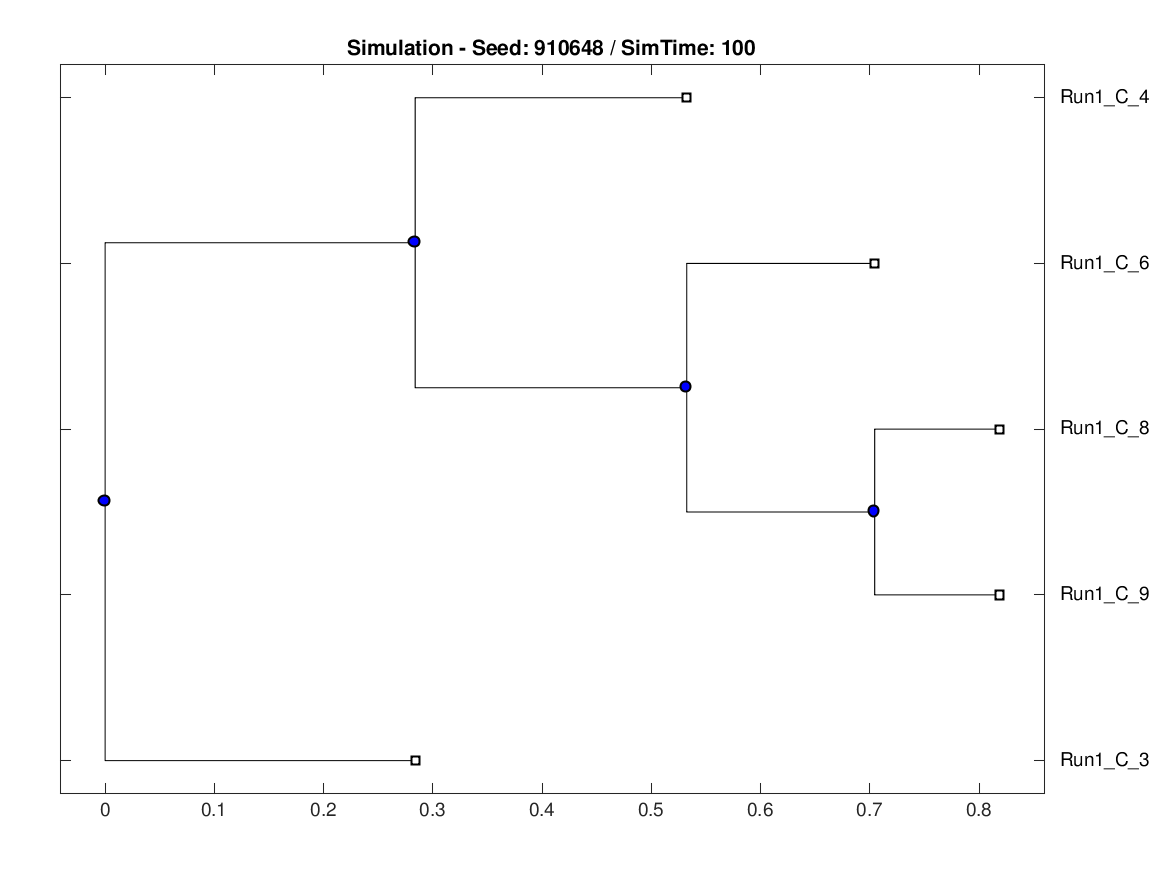 Simulation - Seed: 910648 / SimTime: 100
Run1_C_4
Run1_C_6
Run1_C_8
Run1_C_9
Run1_C_3
0 0.1 0.2 0.3 0.4 0.5 0.6 0.7 0.8